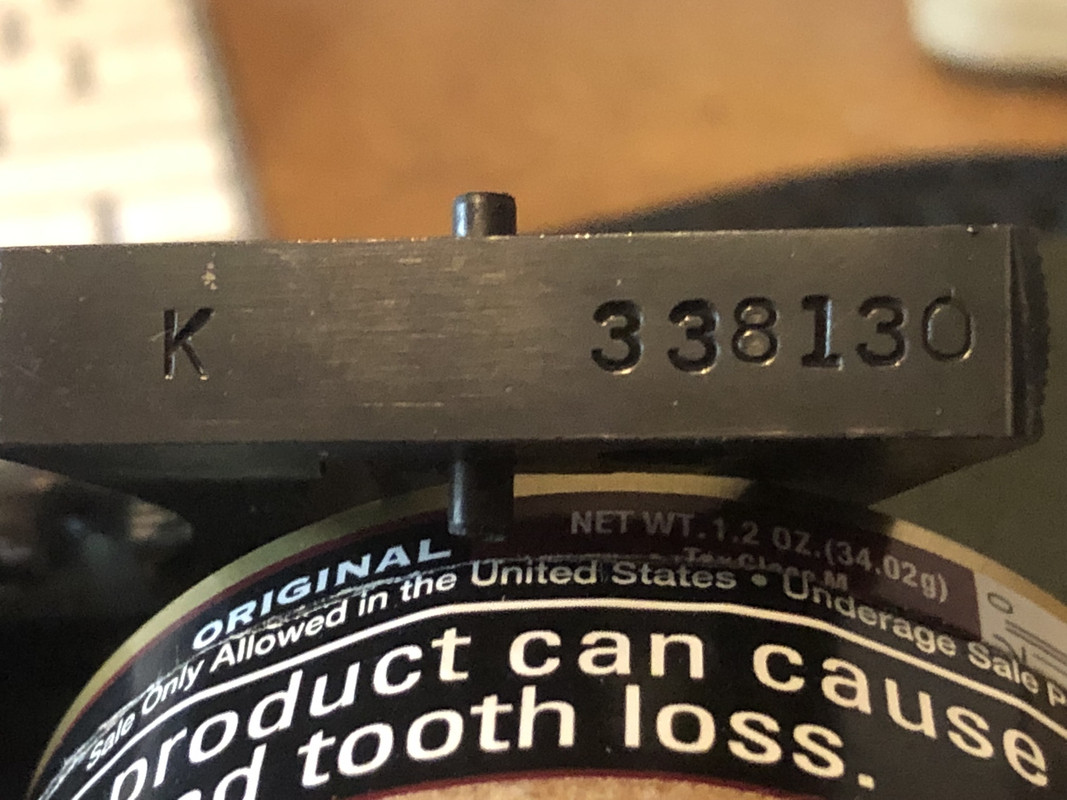 K 338130
ORIGINAL NET WT. 1.2 OZ.(34.02g)
Sale Only Allowed in the United States • Underage Sale P
product can cause
d tooth loss.